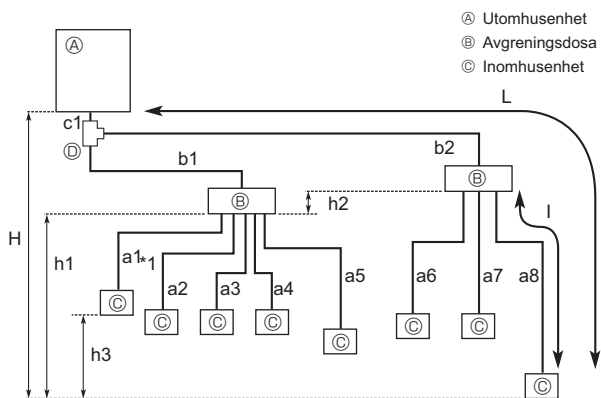 Ⓐ Utomhusenhet
Ⓑ Avgreningsdosa
Ⓒ Inomhusenhet
Ⓐ
L
c1
Ⓓ
b1
b2
Ⓑ
Ⓑ
h2
H
h1
I
a1*1
a2
a3
a4
a5
a6
a7
a8
Ⓒ
Ⓒ
Ⓒ
Ⓒ
Ⓒ
Ⓒ
Ⓒ
h3
Ⓒ